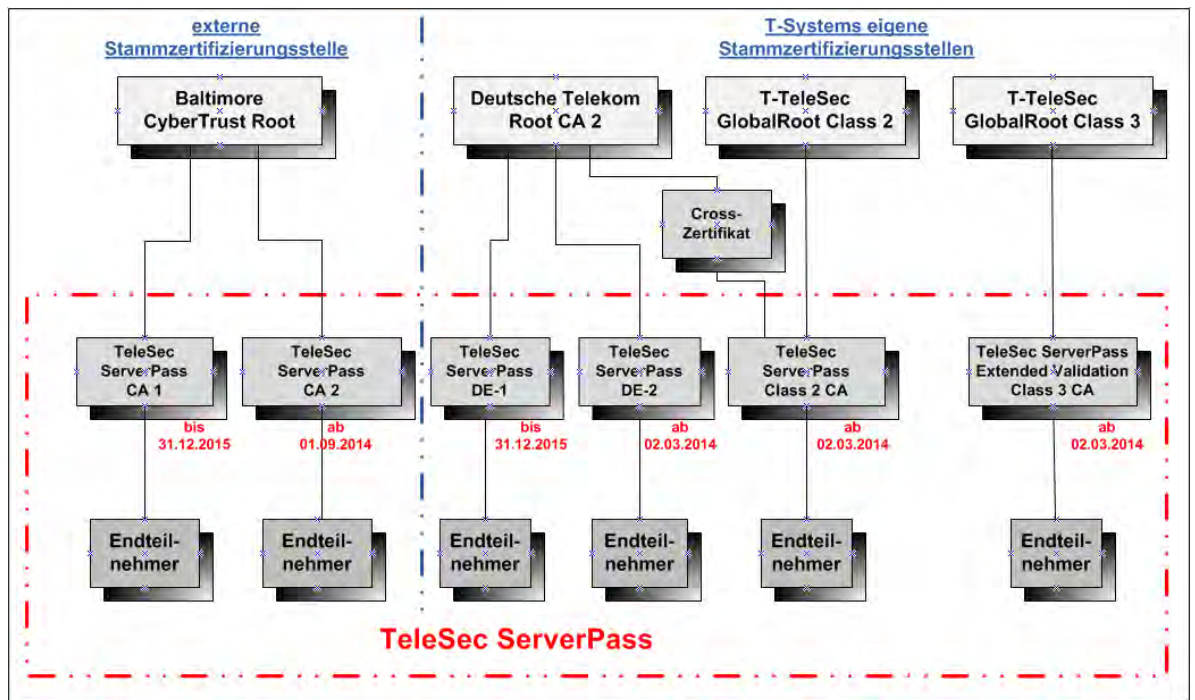 externe
Stammzertifizierungsstelle
T-Systems eigene
Stammzertifizierungsstellen
Baltimore
CyberTrust Root
Deutsche Telekom
Root CA 2
T-TeleSec
GlobalRoot Class 2
T-TeleSec
GlobalRoot Class 3
Cross-
Zertifikat
TeleSec
ServerPass
CA 1
TeleSec
ServerPass
CA 2
TeleSec
ServerPass
DE-1
TeleSec
ServerPass
DE-2
TeleSec
ServerPass
Class 2 CA
TeleSec ServerPass
Extended Validation
Class 3 CA
bis
31.12.2015
ab
01.09.2014
bis
31.12.2015
ab
02.03.2014
ab
02.03.2014
ab
02.03.2014
Endteil-
nehmer
Endteil-
nehmer
Endteil-
nehmer
Endteil-
nehmer
Endteil-
nehmer
Endteil-
nehmer
TeleSec ServerPass